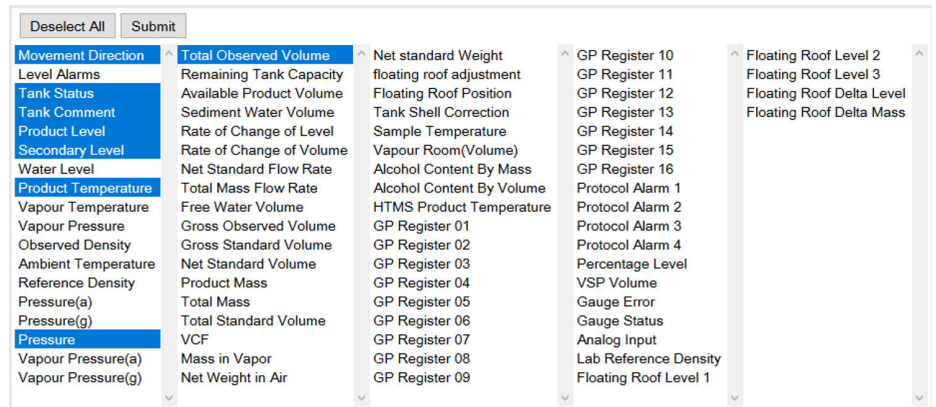 Deselect All Submit
Movement Direction
Level Alarms
Tank Status
Tank Comment
Product Level
Secondary Level
Water Level
Product Temperature
Vapour Temperature
Vapour Pressure
Observed Density
Ambient Temperature
Reference Density
Pressure(a)
Pressure(g)
Pressure
Vapour Pressure(a)
Vapour Pressure(g)
Total Observed Volume
Remaining Tank Capacity
Available Product Volume
Sediment Water Volume
Rate of Change of Level
Rate of Change of Volume
Net Standard Flow Rate
Total Mass Flow Rate
Free Water Volume
Gross Observed Volume
Gross Standard Volume
Net Standard Volume
Product Mass
Total Mass
Total Standard Volume
VCF
Mass in Vapor
Net Weight in Air
Net standard Weight
floating roof adjustment
Floating Roof Position
Tank Shell Correction
Sample Temperature
Vapour Room(Volume)
Alcohol Content By Mass
Alcohol Content By Volume
HTMS Product Temperature
GP Register 01
GP Register 02
GP Register 03
GP Register 04
GP Register 05
GP Register 06
GP Register 07
GP Register 08
GP Register 09
GP Register 10
GP Register 11
GP Register 12
GP Register 13
GP Register 14
GP Register 15
GP Register 16
Protocol Alarm 1
Protocol Alarm 2
Protocol Alarm 3
Protocol Alarm 4
Percentage Level
VSP Volume
Gauge Error
Gauge Status
Analog Input
Lab Reference Density
Floating Roof Level 1
Floating Roof Level 2
Floating Roof Level 3
Floating Roof Delta Level
Floating Roof Delta Mass